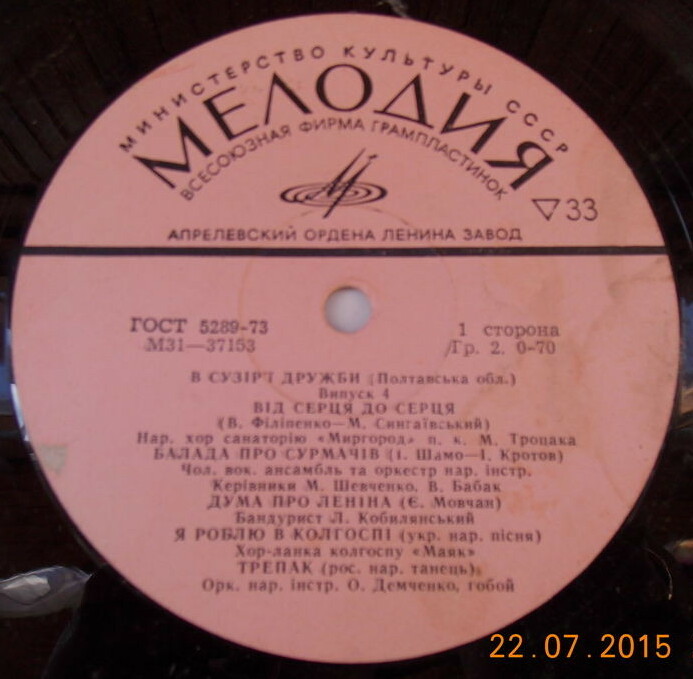 МИНИСТЕРСТВО КУЛЬТУРЫ СССР
МЕЛОДИЯ
ВСЕСОЮЗНАЯ ФИРМА ГРАМПЛАСТИНОК
33
АПРЕЛЕВСКИЙ ОРДЕНА ЛЕНИНА ЗАВОД
ГОСТ 5289-73
М31—37153
1 сторона
Гр. 2. 0-70
В СУЗІР'Ї ДРУЖБИ (Полтавська обл.)
Випуск 4
ВІД СЕРЦЯ ДО СЕРЦЯ
(В. Філіпенко—М. Сингаївський)
Нар. хор санаторію «Миргород» п. к. М. Троцака
БАЛАДА ПРО СУРМАЧІВ (І. Шамо—І. Кротов)
Чол. вок. ансамбль та оркестр нар. інстр.
Керівники М. Шевченко, В. Бабак
ДУМА ПРО ЛЕНІНА (Є. Мовчан)
Бандурист Л. Кобилянський
Я РОБЛЮ В КОЛГОСПІ (укр. нар. пісня)
Хор-ланка колгоспу «Маяк»
ТРЕПАК (рос. нар. танець)
Орк. нар. інстр. О. Демченко, гобой
22.07.2015